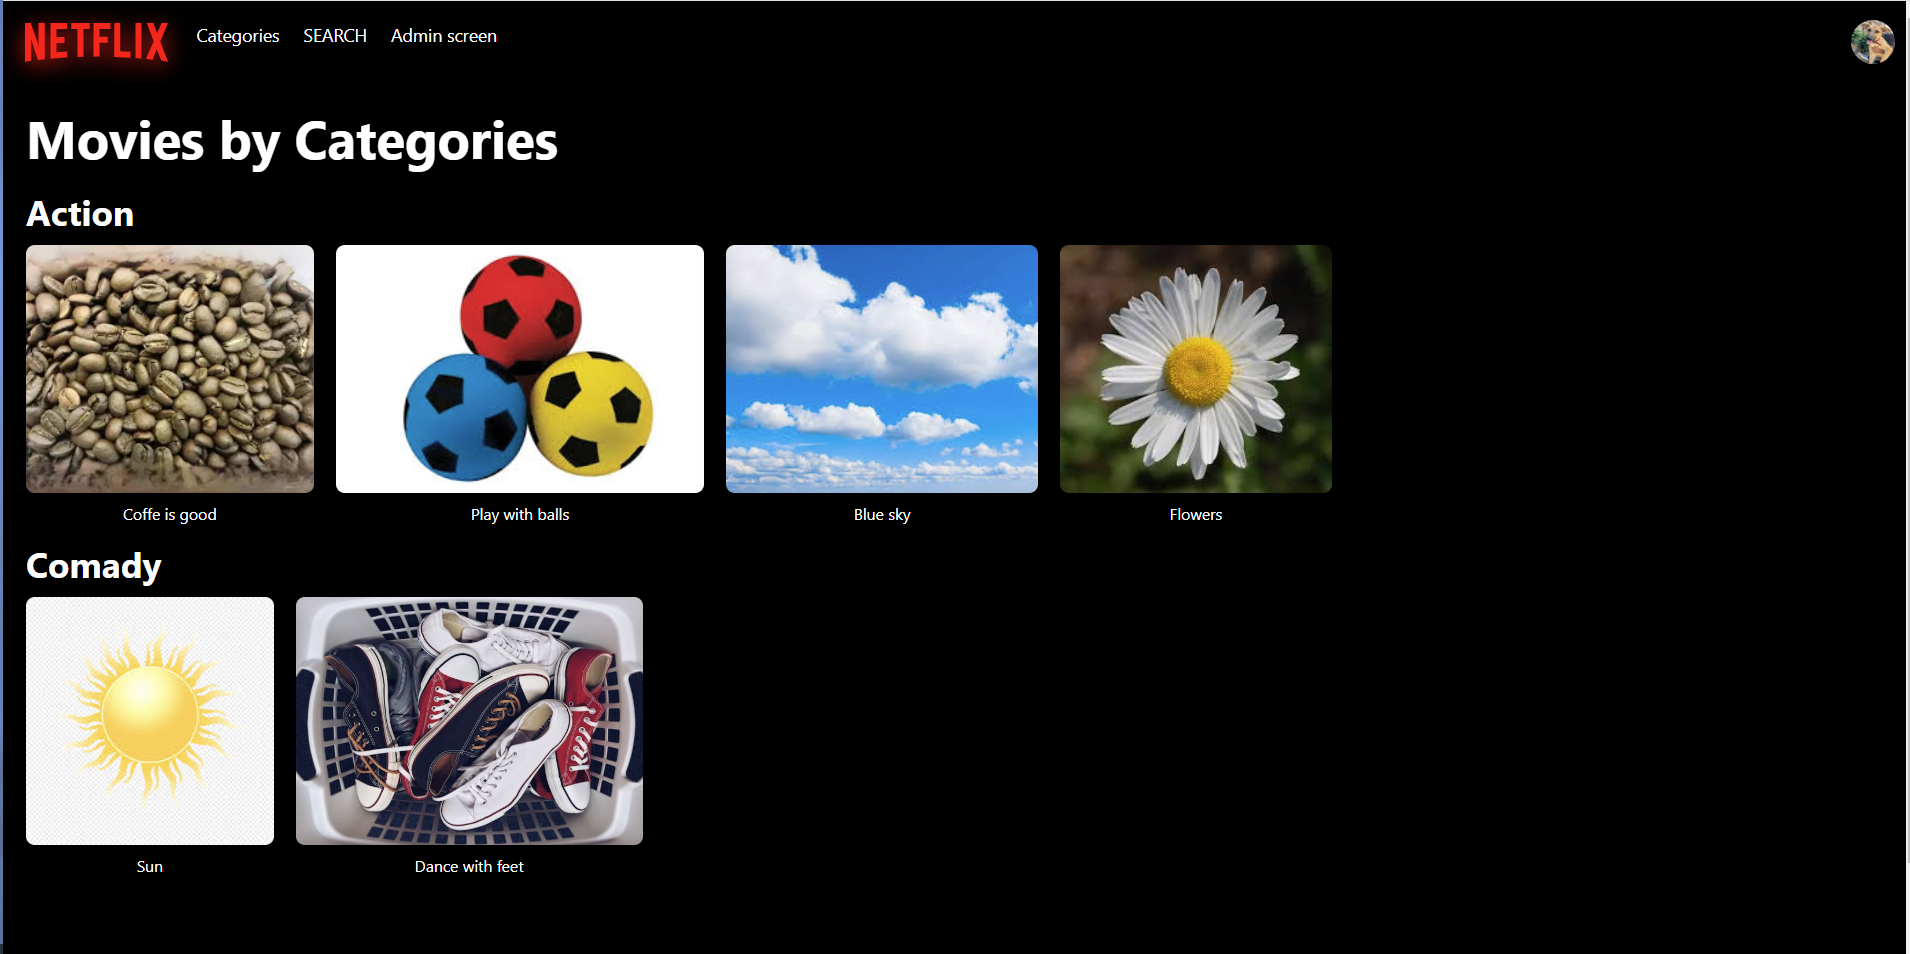 NETFLIX Categories SEARCH Admin screen
Movies by Categories
Action
Coffe is good Play with balls Blue sky Flowers
Comady
Sun Dance with feet